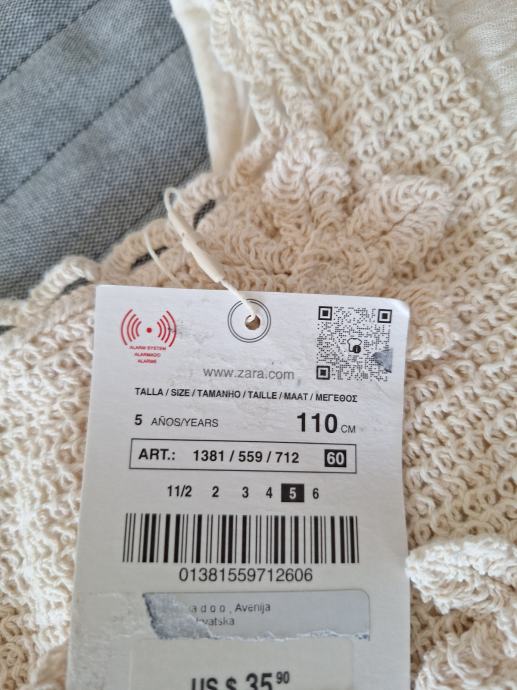 ALARM SYSTEM
ALARMADO
ALARME
www.zara.com
TALLA / SIZE / TAMANHO / TAILLE / MAAT / ΜΕΓΕΘΟΣ
5 AÑOS/YEARS 110 CM
ART.: 1381 / 559 / 712 60
11/2 2 3 4 5 6
01381559712606
d o o , Avenija
US $ 35 90